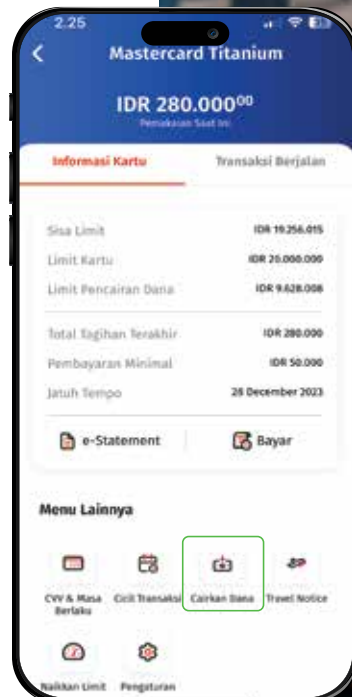 2.25
Mastercard Titanium
IDR 280.000⁰⁰
Pemakaian Saat Ini
Informasi Kartu Transaksi Berjalan
Sisa Limit IDR 19.256.015
Limit Kartu IDR 20.000.000
Limit Pencairan Dana IDR 9.628.008
Total Tagihan Terakhir IDR 280.000
Pembayaran Minimal IDR 50.000
Jatuh Tempo 28 December 2023
e-Statement Bayar
Menu Lainnya
CVV & Masa Berlaku Cicil Transaksi Cairkan Dana Travel Notice
Naikkan Limit Pengaturan